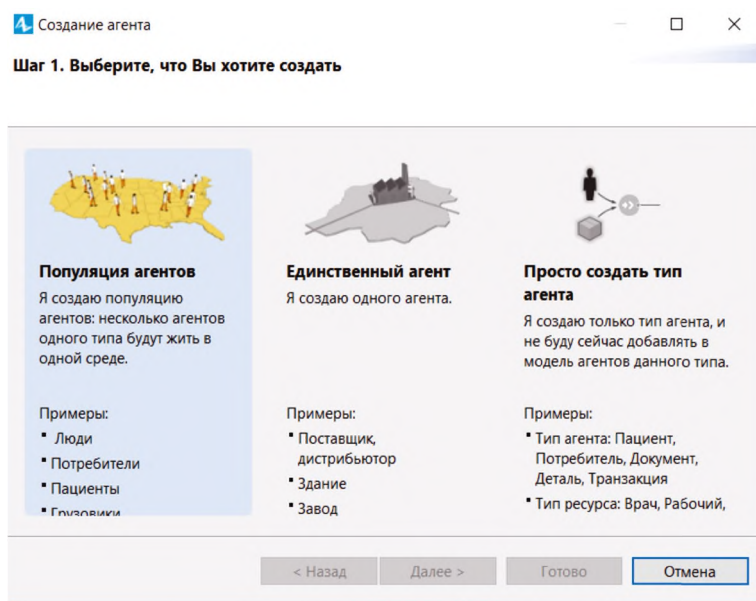 Создание агента
Шаг 1. Выберите, что Вы хотите создать
Популяция агентов
Я создаю популяцию
агентов: несколько агентов
одного типа будут жить в
одной среде.
Примеры:
▪ Люди
▪ Потребители
▪ Пациенты
▪ Грузовики
Единственный агент
Я создаю одного агента.
Примеры:
▪ Поставщик,
дистрибьютор
▪ Здание
▪ Завод
Просто создать тип
агента
Я создаю только тип агента, и
не буду сейчас добавлять в
модель агентов данного типа.
Примеры:
▪ Тип агента: Пациент,
Потребитель, Документ,
Деталь, Транзакция
▪ Тип ресурса: Врач, Рабочий,
< Назад
Далее >
Готово
Отмена